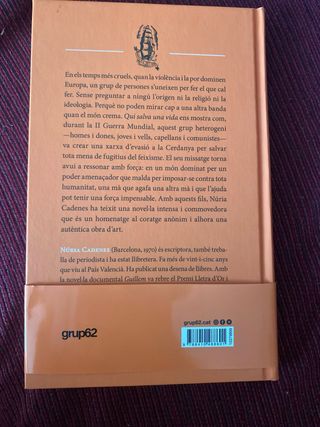 En els temps més cruels, quan la violència i la por dominen
Europa, un grup de persones s'uneixen per fer el que cal
fer. Sense preguntar a ningú l'origen ni la religió ni la
ideologia. Perquè no poden mirar cap a una altra banda
quan el món crema. Qui salva una vida ens mostra com,
durant la II Guerra Mundial, aquest grup heterogeni
—homes i dones, joves i vells, capellans i comunistes—
va crear una xarxa d'evasió a la Cerdanya per salvar
tota mena de fugitius del feixisme. El seu missatge torna
avui a ressonar amb força: en un món dominat per un
poder amenaçador que malda per imposar-se contra tota
humanitat, una mà que agafa una altra mà i que l'ajuda
pot tenir una força impensable. Amb aquests fils, Núria
Cadenes ha teixit una novel·la intensa i commovedora
que és un homenatge al coratge anònim i alhora una
autèntica obra d'art.
NÚRIA CADENES (Barcelona, 1970) és escriptora, també treba-
lla de periodista i ha estat llibretera. Fa més de vint-i-cinc anys
que viu al País Valencià. Ha publicat una desena de llibres. Amb
la novel·la documental Guillem va rebre el Premi Lletra d'Or i
grup62
grup62.cat